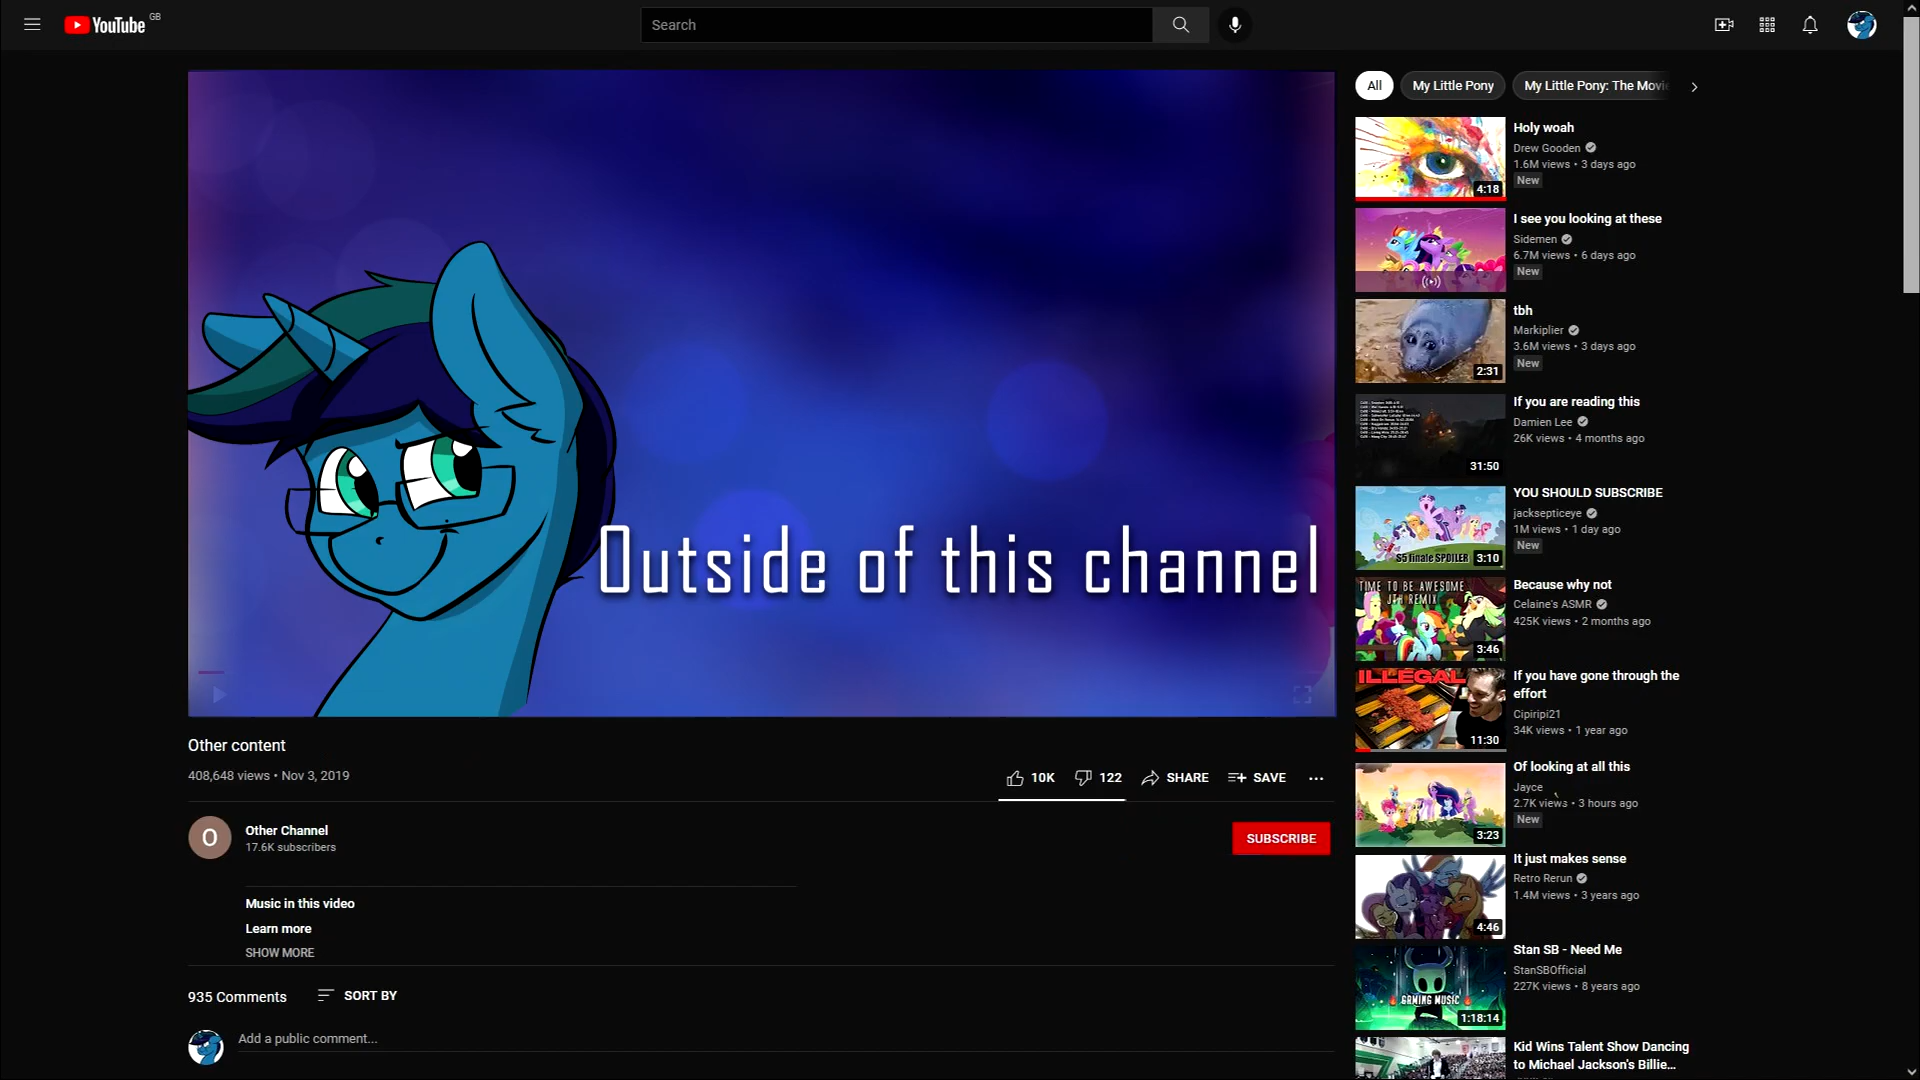 YouTube GB
Search
Outside of this channel
Other content
408,648 views • Nov 3, 2019
10K
122
SHARE
SAVE
O
Other Channel
17.6K subscribers
SUBSCRIBE
Music in this video
Learn more
SHOW MORE
935 Comments
SORT BY
Add a public comment...
All
My Little Pony
My Little Pony: The Movie
4:18
Holy woah
Drew Gooden
1.6M views • 3 days ago
New
I see you looking at these
Sidemen
6.7M views • 6 days ago
New
2:31
tbh
Markiplier
3.6M views • 3 days ago
New
31:50
If you are reading this
Damien Lee
26K views • 4 months ago
S5 finale SPOILER
3:10
YOU SHOULD SUBSCRIBE
jacksepticeye
1M views • 1 day ago
New
TIME TO BE AWESOME
JTH REMIX
3:46
Because why not
Celaine's ASMR
425K views • 2 months ago
ILLEGAL
11:30
If you have gone through the
effort
Cipiripi21
34K views • 1 year ago
3:23
Of looking at all this
Jayce
2.7K views • 3 hours ago
New
4:46
It just makes sense
Retro Rerun
1.4M views • 3 years ago
GAMING MUSIC
1:18:14
Stan SB - Need Me
StanSBOfficial
227K views • 8 years ago
Kid Wins Talent Show Dancing
to Michael Jackson's Billie...